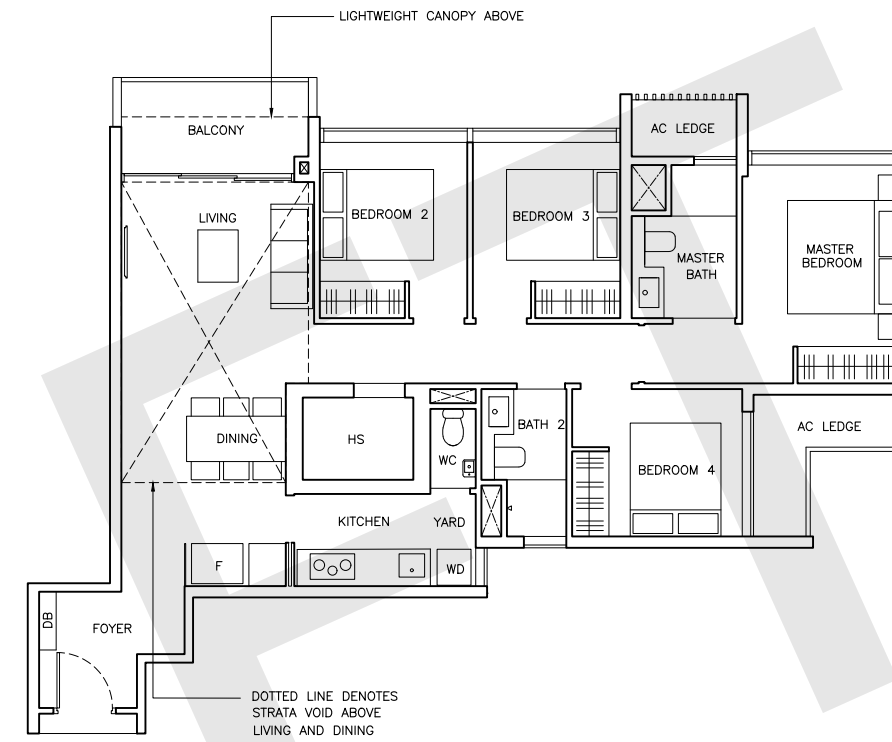 LIGHTWEIGHT CANOPY ABOVE
BALCONY
AC LEDGE
LIVING
BEDROOM 2
BEDROOM 3
MASTER
BATH
MASTER
BEDROOM
DINING
HS
WC
BATH 2
AC LEDGE
BEDROOM 4
KITCHEN
YARD
F
WD
DB
FOYER
DOTTED LINE DENOTES
STRATA VOID ABOVE
LIVING AND DINING